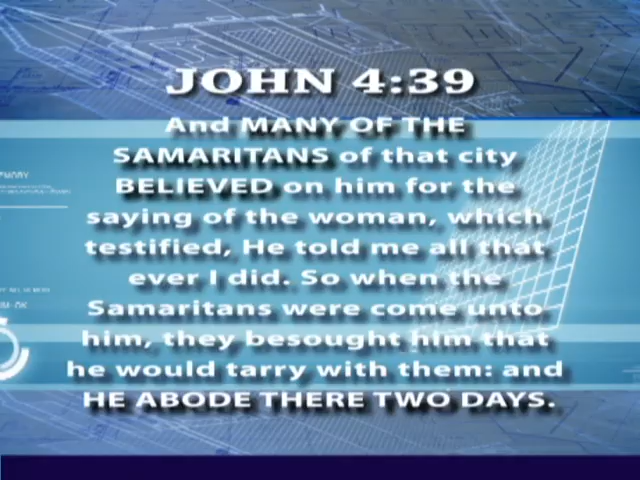 JOHN 4:39
And MANY OF THE
SAMARITANS of that city
BELIEVED on him for the
saying of the woman, which
testified, He told me all that
ever I did. So when the
Samaritans were come unto
him, they besought him that
he would tarry with them: and
HE ABODE THERE TWO DAYS.